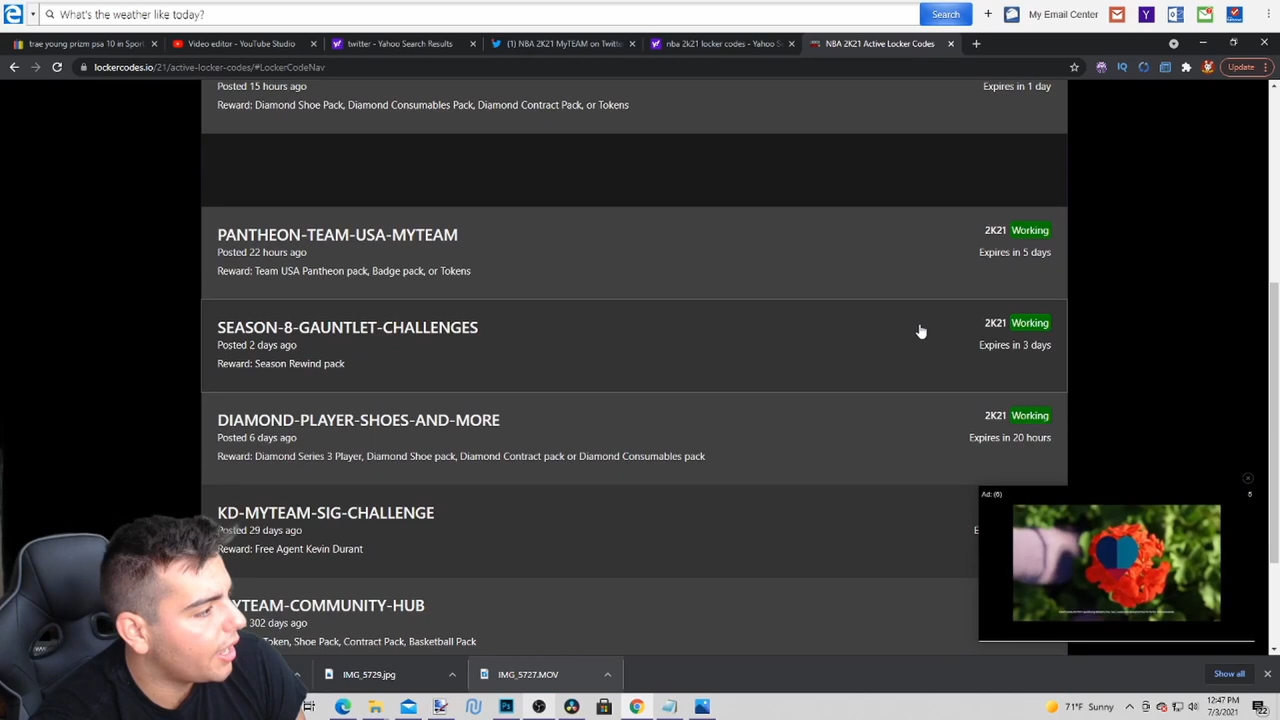 What's the weather like today?
Search
My Email Center
trae young prizm psa 10 in Sport
Video editor - YouTube Studio
twitter - Yahoo Search Results
(1) NBA 2K21 MyTEAM on Twitter
nba 2k21 locker codes - Yahoo S
NBA 2K21 Active Locker Codes
lockercodes.io/21/active-locker-codes/#LockerCodeNav
IQ
Update
Posted 15 hours ago
Expires in 1 day
Reward: Diamond Shoe Pack, Diamond Consumables Pack, Diamond Contract Pack, or Tokens
PANTHEON-TEAM-USA-MYTEAM
2K21 Working
Posted 22 hours ago
Expires in 5 days
Reward: Team USA Pantheon pack, Badge pack, or Tokens
SEASON-8-GAUNTLET-CHALLENGES
2K21 Working
Posted 2 days ago
Expires in 3 days
Reward: Season Rewind pack
DIAMOND-PLAYER-SHOES-AND-MORE
2K21 Working
Posted 6 days ago
Expires in 20 hours
Reward: Diamond Series 3 Player, Diamond Shoe pack, Diamond Contract pack or Diamond Consumables pack
Ad: (6)
KD-MYTEAM-SIG-CHALLENGE
Posted 29 days ago
Reward: Free Agent Kevin Durant
YTEAM-COMMUNITY-HUB
302 days ago
Token, Shoe Pack, Contract Pack, Basketball Pack
IMG_5729.jpg
IMG_5727.MOV
Show all
71°F Sunny
12:47 PM
7/3/2021
22